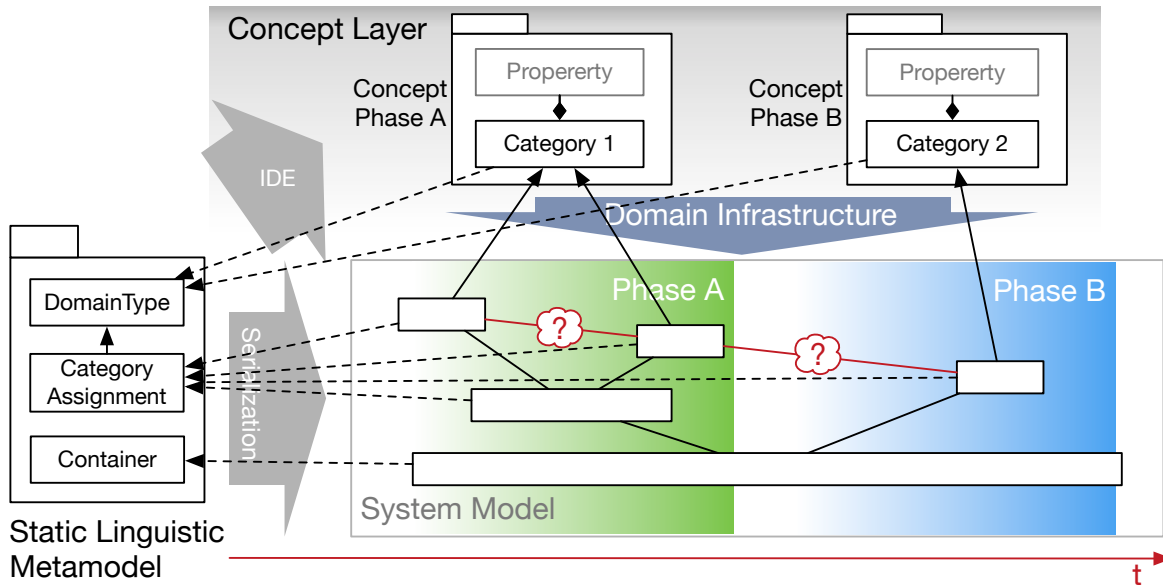 Concept Layer
Concept
Phase A
Propererty
Category 1
Concept
Phase B
Propererty
Category 2
IDE
Domain Infrastructure
DomainType
Category
Assignment
Container
Serialization
Phase A
Phase B
?
?
System Model
Static Linguistic
Metamodel
t